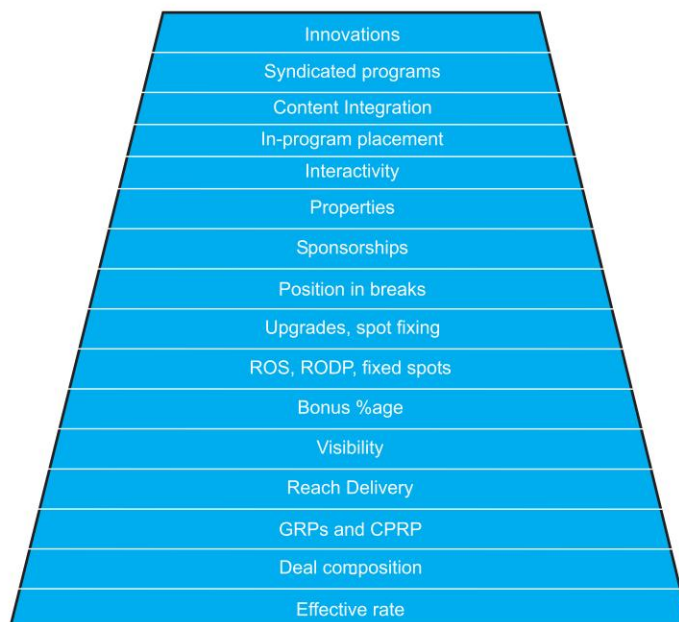 Innovations
Syndicated programs
Content Integration
In-program placement
Interactivity
Properties
Sponsorships
Position in breaks
Upgrades, spot fixing
ROS, RODP, fixed spots
Bonus %age
Visibility
Reach Delivery
GRPs and CPRP
Deal composition
Effective rate